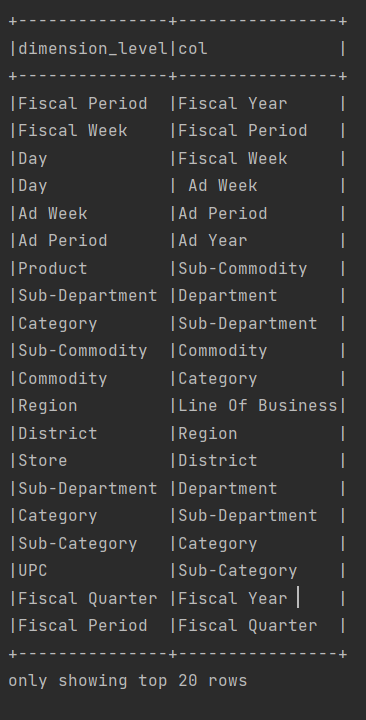 +---------------+----------------+
|dimension_level|col             |
+---------------+----------------+
|Fiscal Period  |Fiscal Year     |
|Fiscal Week    |Fiscal Period   |
|Day            |Fiscal Week     |
|Day            | Ad Week        |
|Ad Week        |Ad Period       |
|Ad Period      |Ad Year         |
|Product        |Sub-Commodity   |
|Sub-Department |Department      |
|Category       |Sub-Department  |
|Sub-Commodity  |Commodity       |
|Commodity      |Category        |
|Region         |Line Of Business|
|District       |Region          |
|Store          |District        |
|Sub-Department |Department      |
|Category       |Sub-Department  |
|Sub-Category   |Category        |
|UPC            |Sub-Category    |
|Fiscal Quarter |Fiscal Year     |
|Fiscal Period  |Fiscal Quarter  |
+---------------+----------------+
only showing top 20 rows